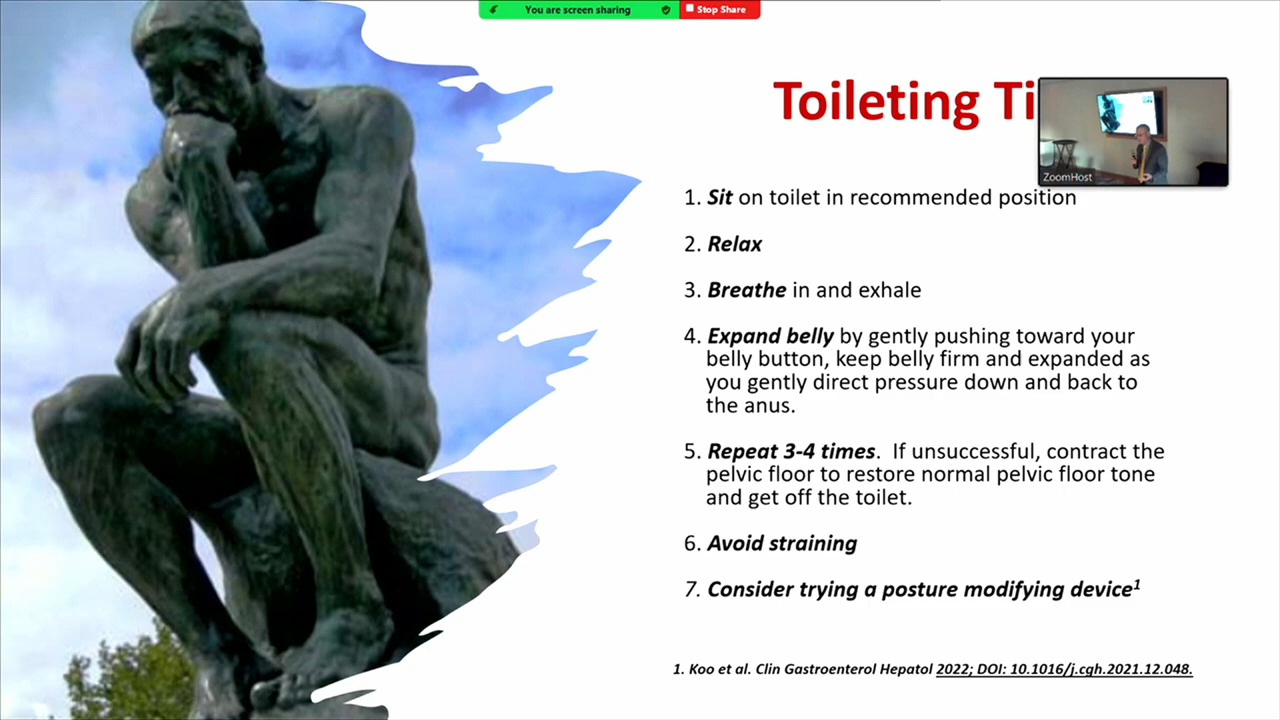 You are screen sharing
Stop Share
Toileting Ti
ZoomHost
1. Sit on toilet in recommended position
2. Relax
3. Breathe in and exhale
4. Expand belly by gently pushing toward your
belly button, keep belly firm and expanded as
you gently direct pressure down and back to
the anus.
5. Repeat 3-4 times.  If unsuccessful, contract the
pelvic floor to restore normal pelvic floor tone
and get off the toilet.
6. Avoid straining
7. Consider trying a posture modifying device1
1. Koo et al. Clin Gastroenterol Hepatol 2022; DOI: 10.1016/j.cgh.2021.12.048.